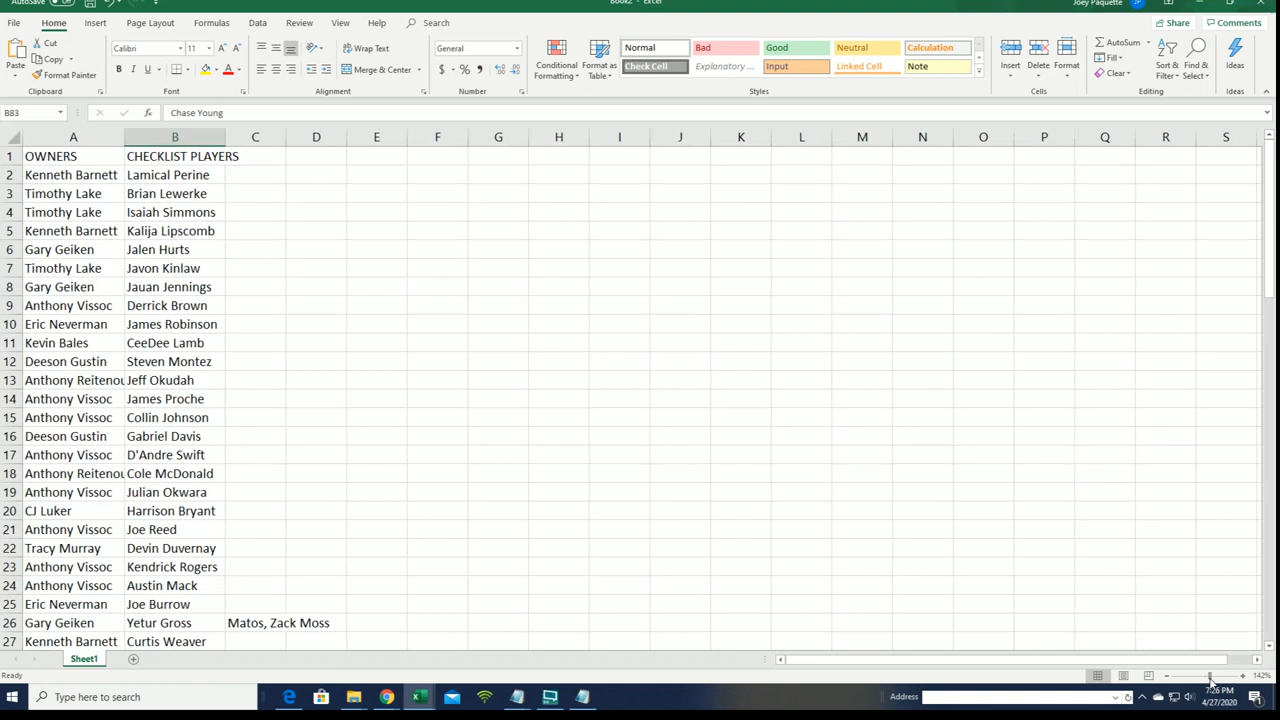 AutoSave Off Book2 - Excel Joey Paquette JP
File Home Insert Page Layout Formulas Data Review View Help Search Share Comments
Paste Cut Copy Format Painter Clipboard
Calibri 11 A A B I U A Font
Wrap Text Merge & Center Alignment
General $ % , Number
Conditional Formatting Format as Table
Normal Bad Good Neutral Calculation
Check Cell Explanatory ... Input Linked Cell Note
Styles
Insert Delete Format Cells
AutoSum Fill Clear Sort & Filter Find & Select Editing
Ideas Ideas
B83 fx Chase Young
A B C D E F G H I J K L M N O P Q R S
1 OWNERS CHECKLIST PLAYERS
2 Kenneth Barnett Lamical Perine
3 Timothy Lake Brian Lewerke
4 Timothy Lake Isaiah Simmons
5 Kenneth Barnett Kalija Lipscomb
6 Gary Geiken Jalen Hurts
7 Timothy Lake Javon Kinlaw
8 Gary Geiken Jauan Jennings
9 Anthony Vissoc Derrick Brown
10 Eric Neverman James Robinson
11 Kevin Bales CeeDee Lamb
12 Deeson Gustin Steven Montez
13 Anthony Reitenou Jeff Okudah
14 Anthony Vissoc James Proche
15 Anthony Vissoc Collin Johnson
16 Deeson Gustin Gabriel Davis
17 Anthony Vissoc D'Andre Swift
18 Anthony Reitenou Cole McDonald
19 Anthony Vissoc Julian Okwara
20 CJ Luker Harrison Bryant
21 Anthony Vissoc Joe Reed
22 Tracy Murray Devin Duvernay
23 Anthony Vissoc Kendrick Rogers
24 Anthony Vissoc Austin Mack
25 Eric Neverman Joe Burrow
26 Gary Geiken Yetur Gross Matos, Zack Moss
27 Kenneth Barnett Curtis Weaver
Sheet1
Ready 142%
Type here to search Address 7:26 PM
4/27/2020